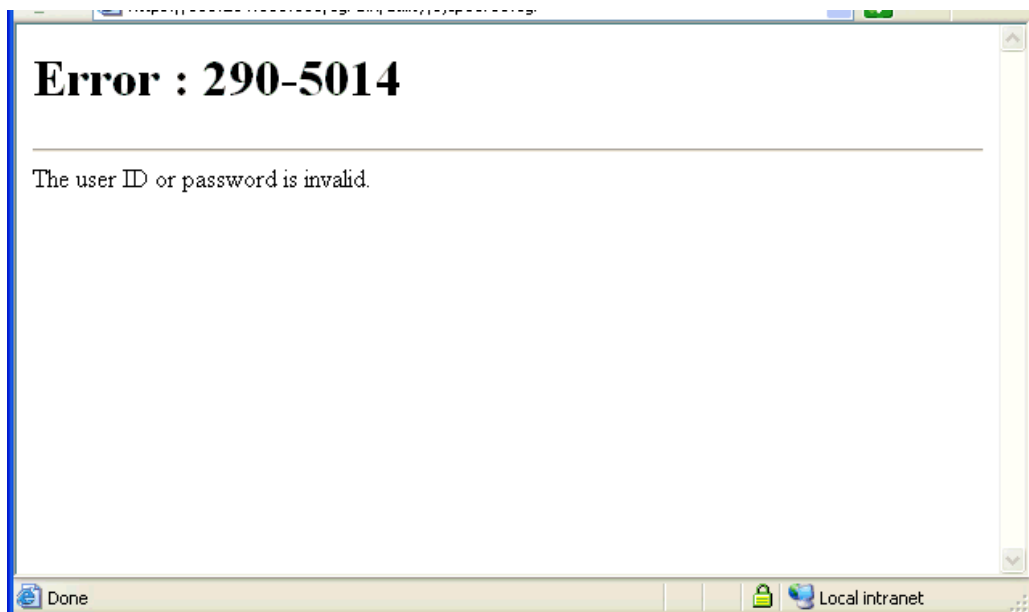 Error : 290-5014
The user ID or password is invalid.
Done
Local intranet